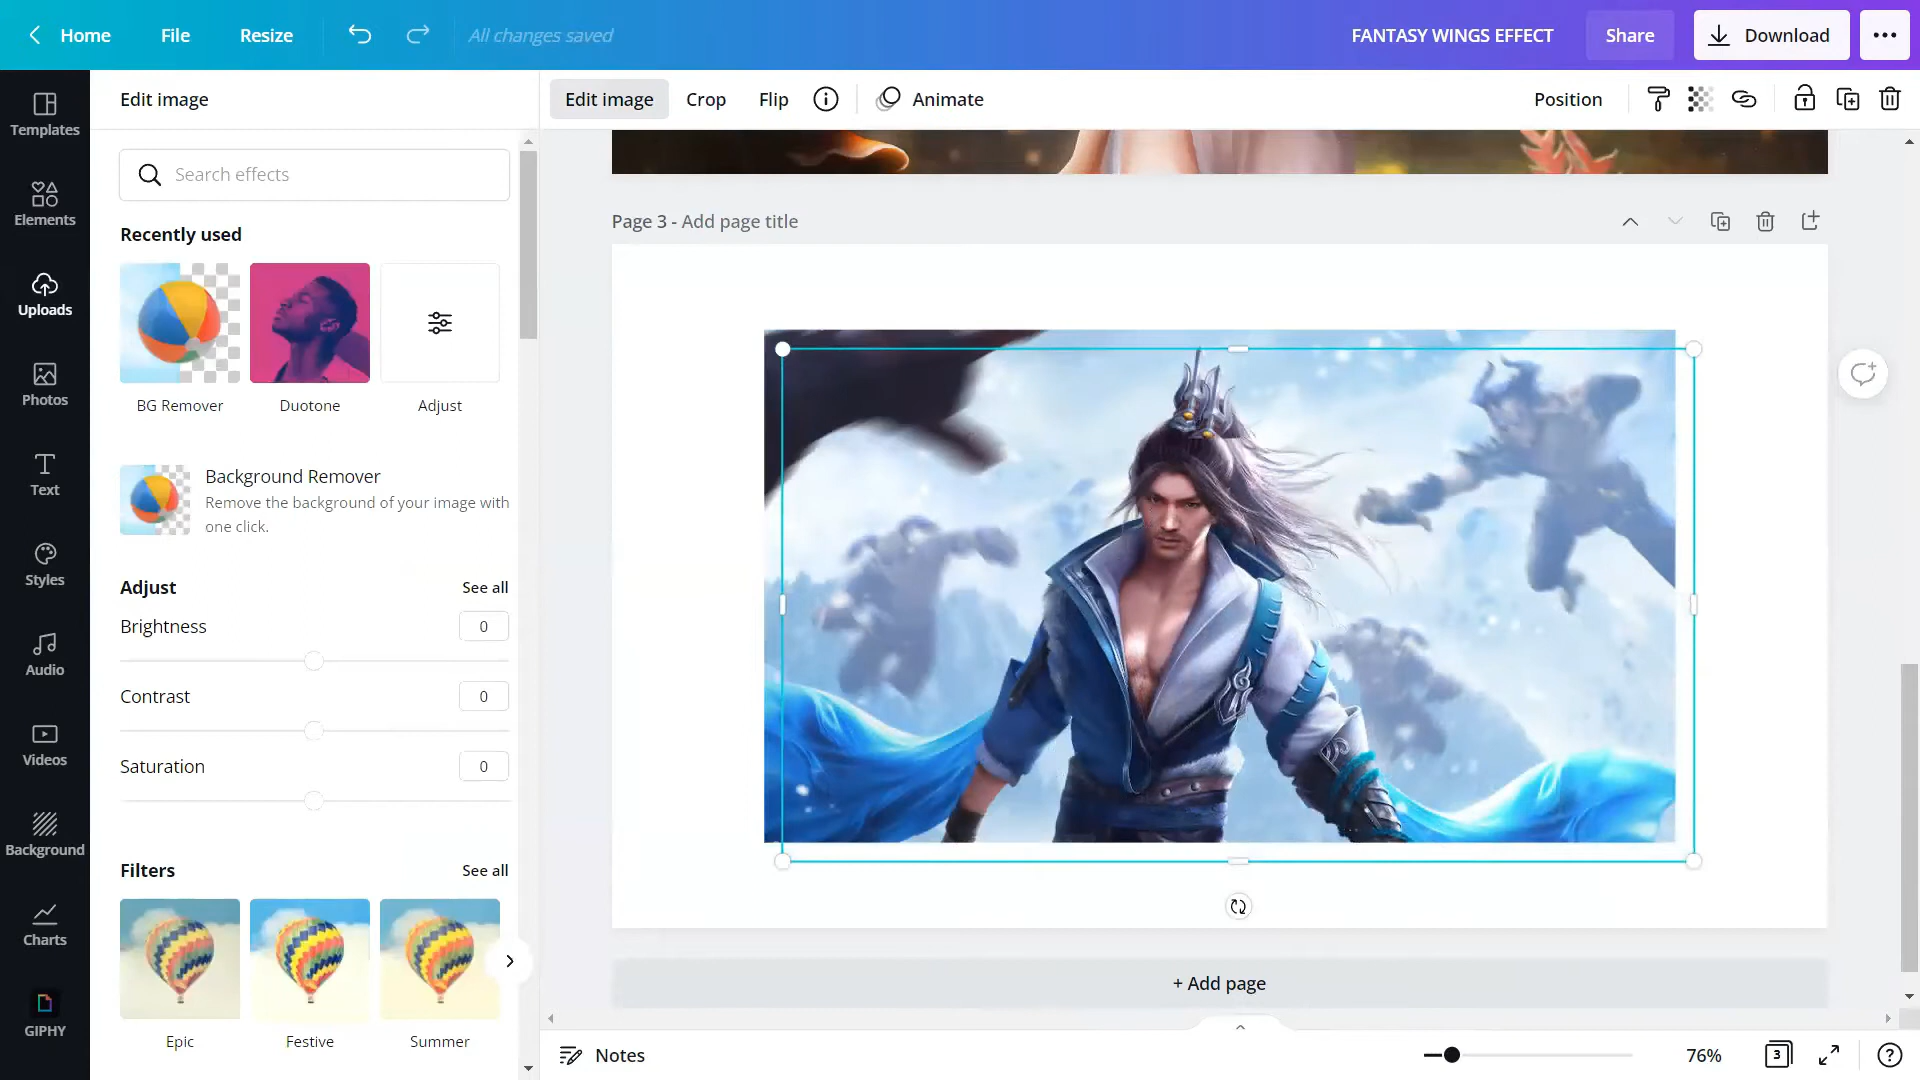 Home
File
Resize
All changes saved
FANTASY WINGS EFFECT
Share
Download
Templates
Elements
Uploads
Photos
Text
Styles
Audio
Videos
Background
Charts
GIPHY
Edit image
Search effects
Recently used
BG Remover
Duotone
Adjust
Background Remover
Remove the background of your image with
one click.
Adjust
See all
Brightness
0
Contrast
0
Saturation
0
Filters
See all
Epic
Festive
Summer
Edit image
Crop
Flip
Animate
Position
Page 3 - Add page title
+ Add page
Notes
76%
3